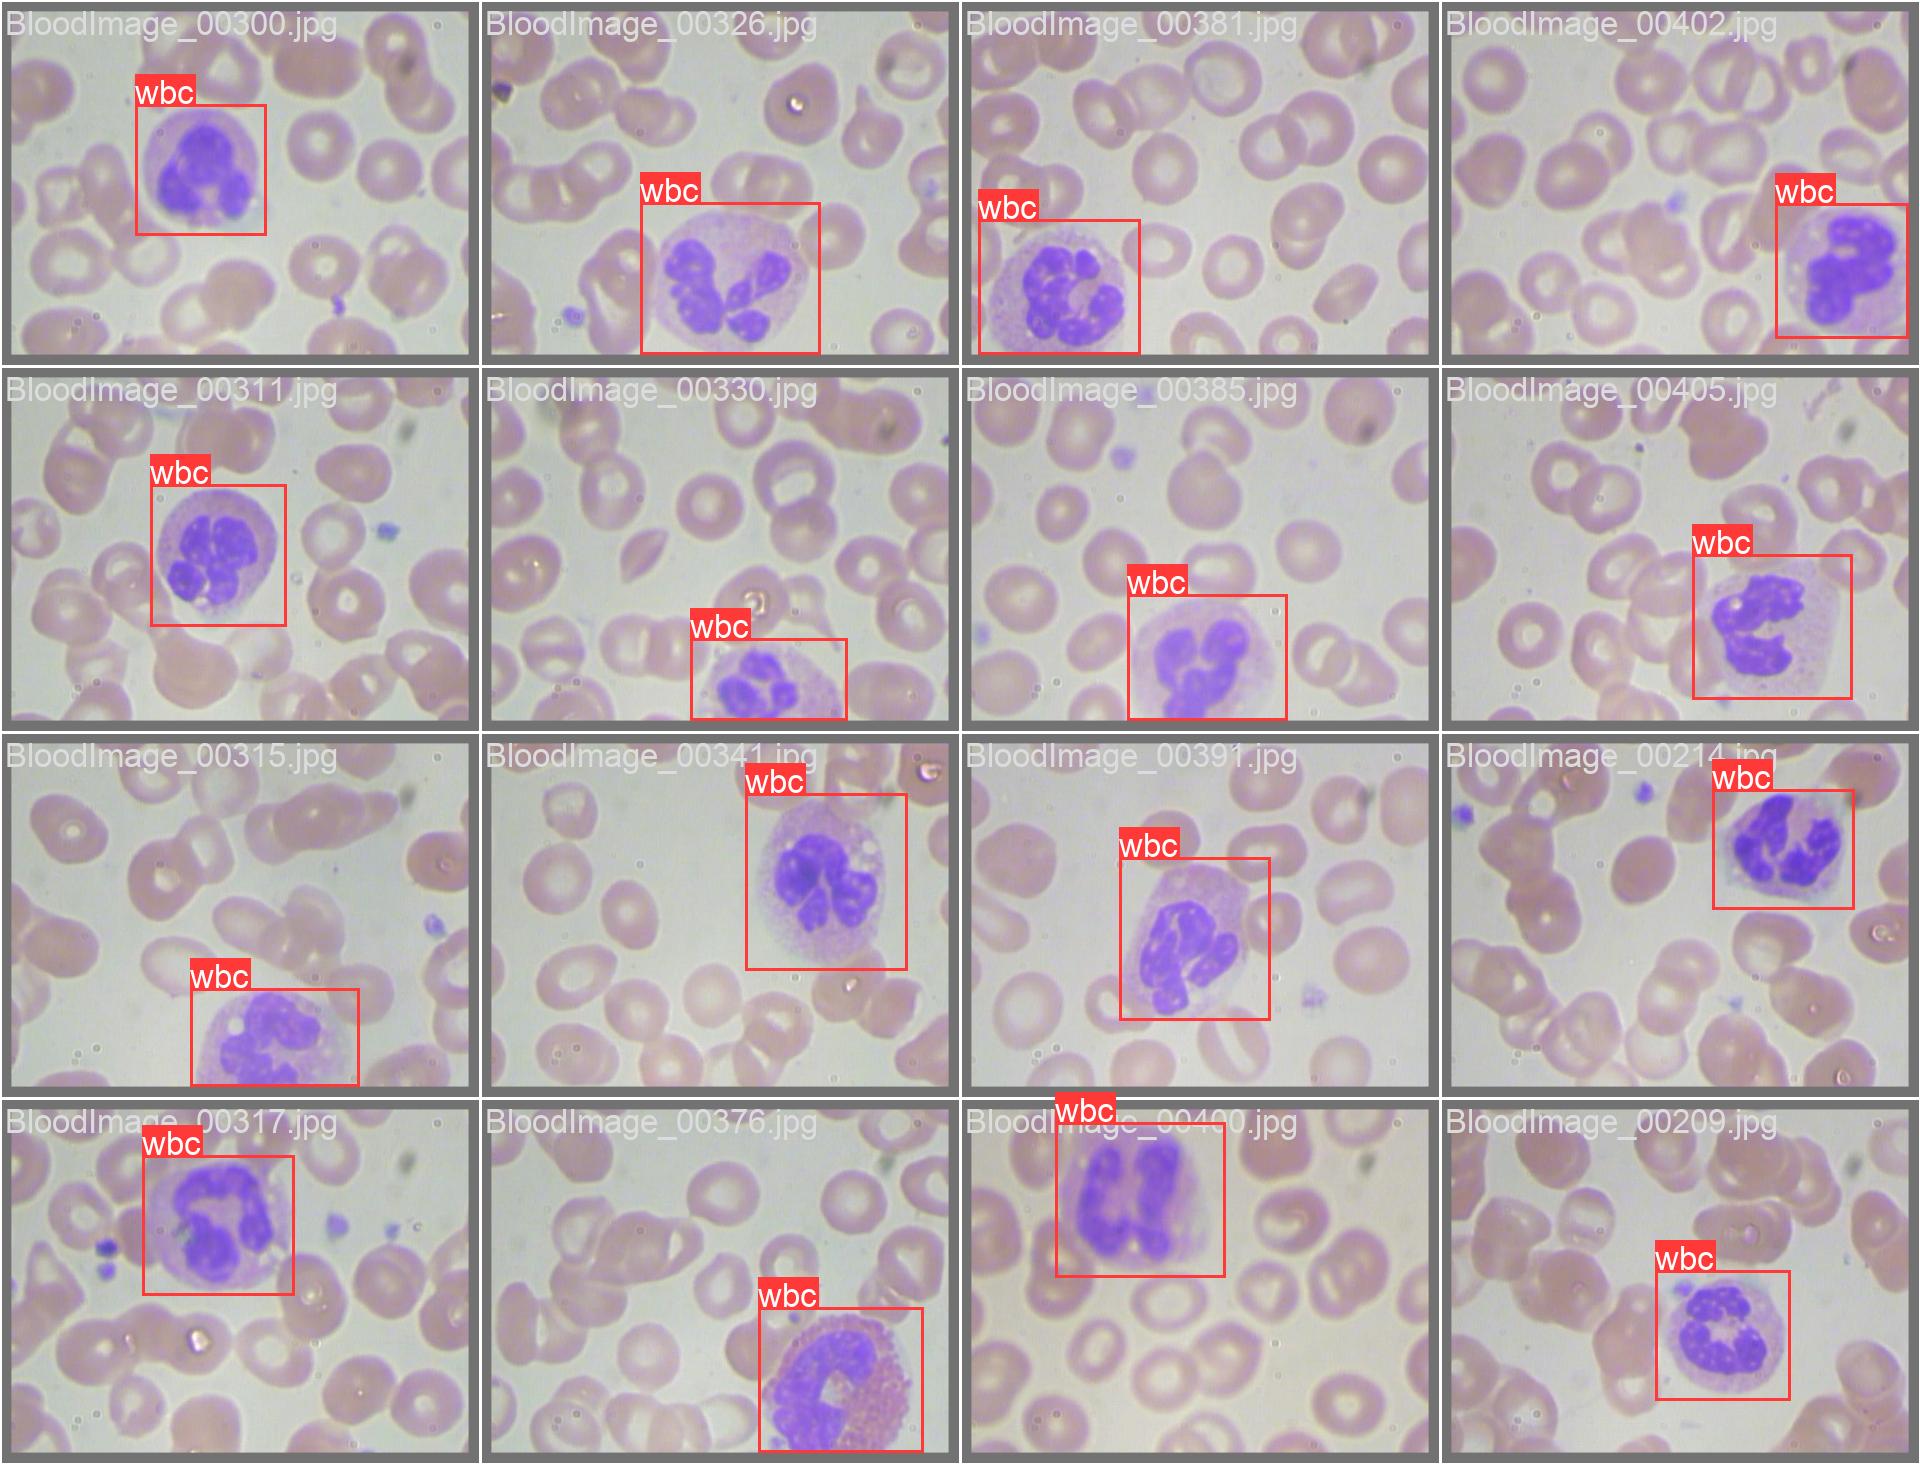 BloodImage_00300.jpg
wbc
BloodImage_00326.jpg
wbc
BloodImage_00381.jpg
wbc
BloodImage_00402.jpg
wbc
BloodImage_00311.jpg
wbc
BloodImage_00330.jpg
wbc
BloodImage_00385.jpg
wbc
BloodImage_00405.jpg
wbc
BloodImage_00315.jpg
wbc
BloodImage_00341.jpg
wbc
BloodImage_00391.jpg
wbc
BloodImage_00214.jpg
wbc
BloodImage_00317.jpg
wbc
BloodImage_00376.jpg
wbc
BloodImage_00400.jpg
wbc
BloodImage_00209.jpg
wbc